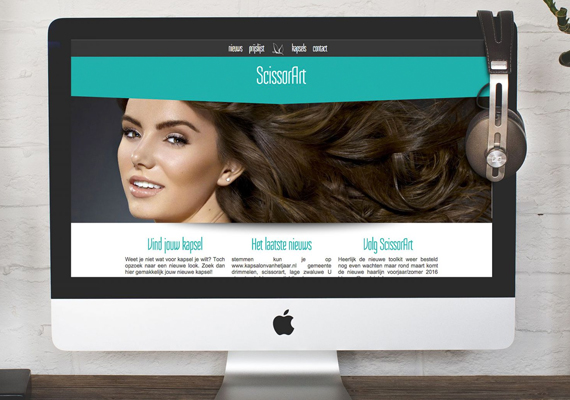 nieuws prijslijst kapsels contact
ScissorArt
Vind jouw kapsel
Weet je niet wat voor kapsel je wilt? Toch
opzoek naar een nieuwe look. Zoek dan
hier gemakkelijk jouw nieuwe kapsel!
Het laatste nieuws
stemmen kun je op
www.kapsalonvanhetjaar.nl gemeente
drimmelen, scissorart, lage zwaluwe U
Volg ScissorArt
Heerlijk de nieuwe toolkit weer besteld
nog even wachten maar rond maart komt
de nieuwe haarlijn voorjaar/zomer 2016